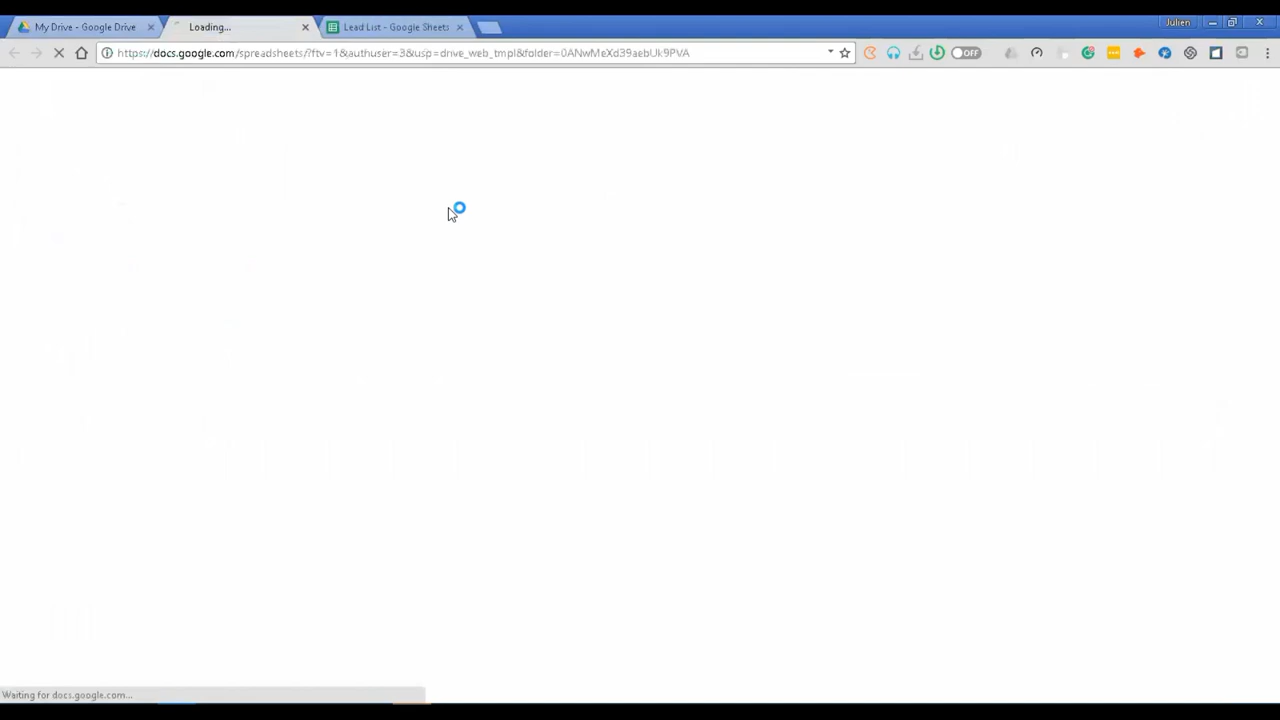 My Drive - Google Drive
Loading...
Lead List - Google Sheets
Julien
https://docs.google.com/spreadsheets/?ftv=1&authuser=3&usp=drive_web_tmpl&folder=0ANwMeXd39aebUk9PVA
OFF
Waiting for docs.google.com...